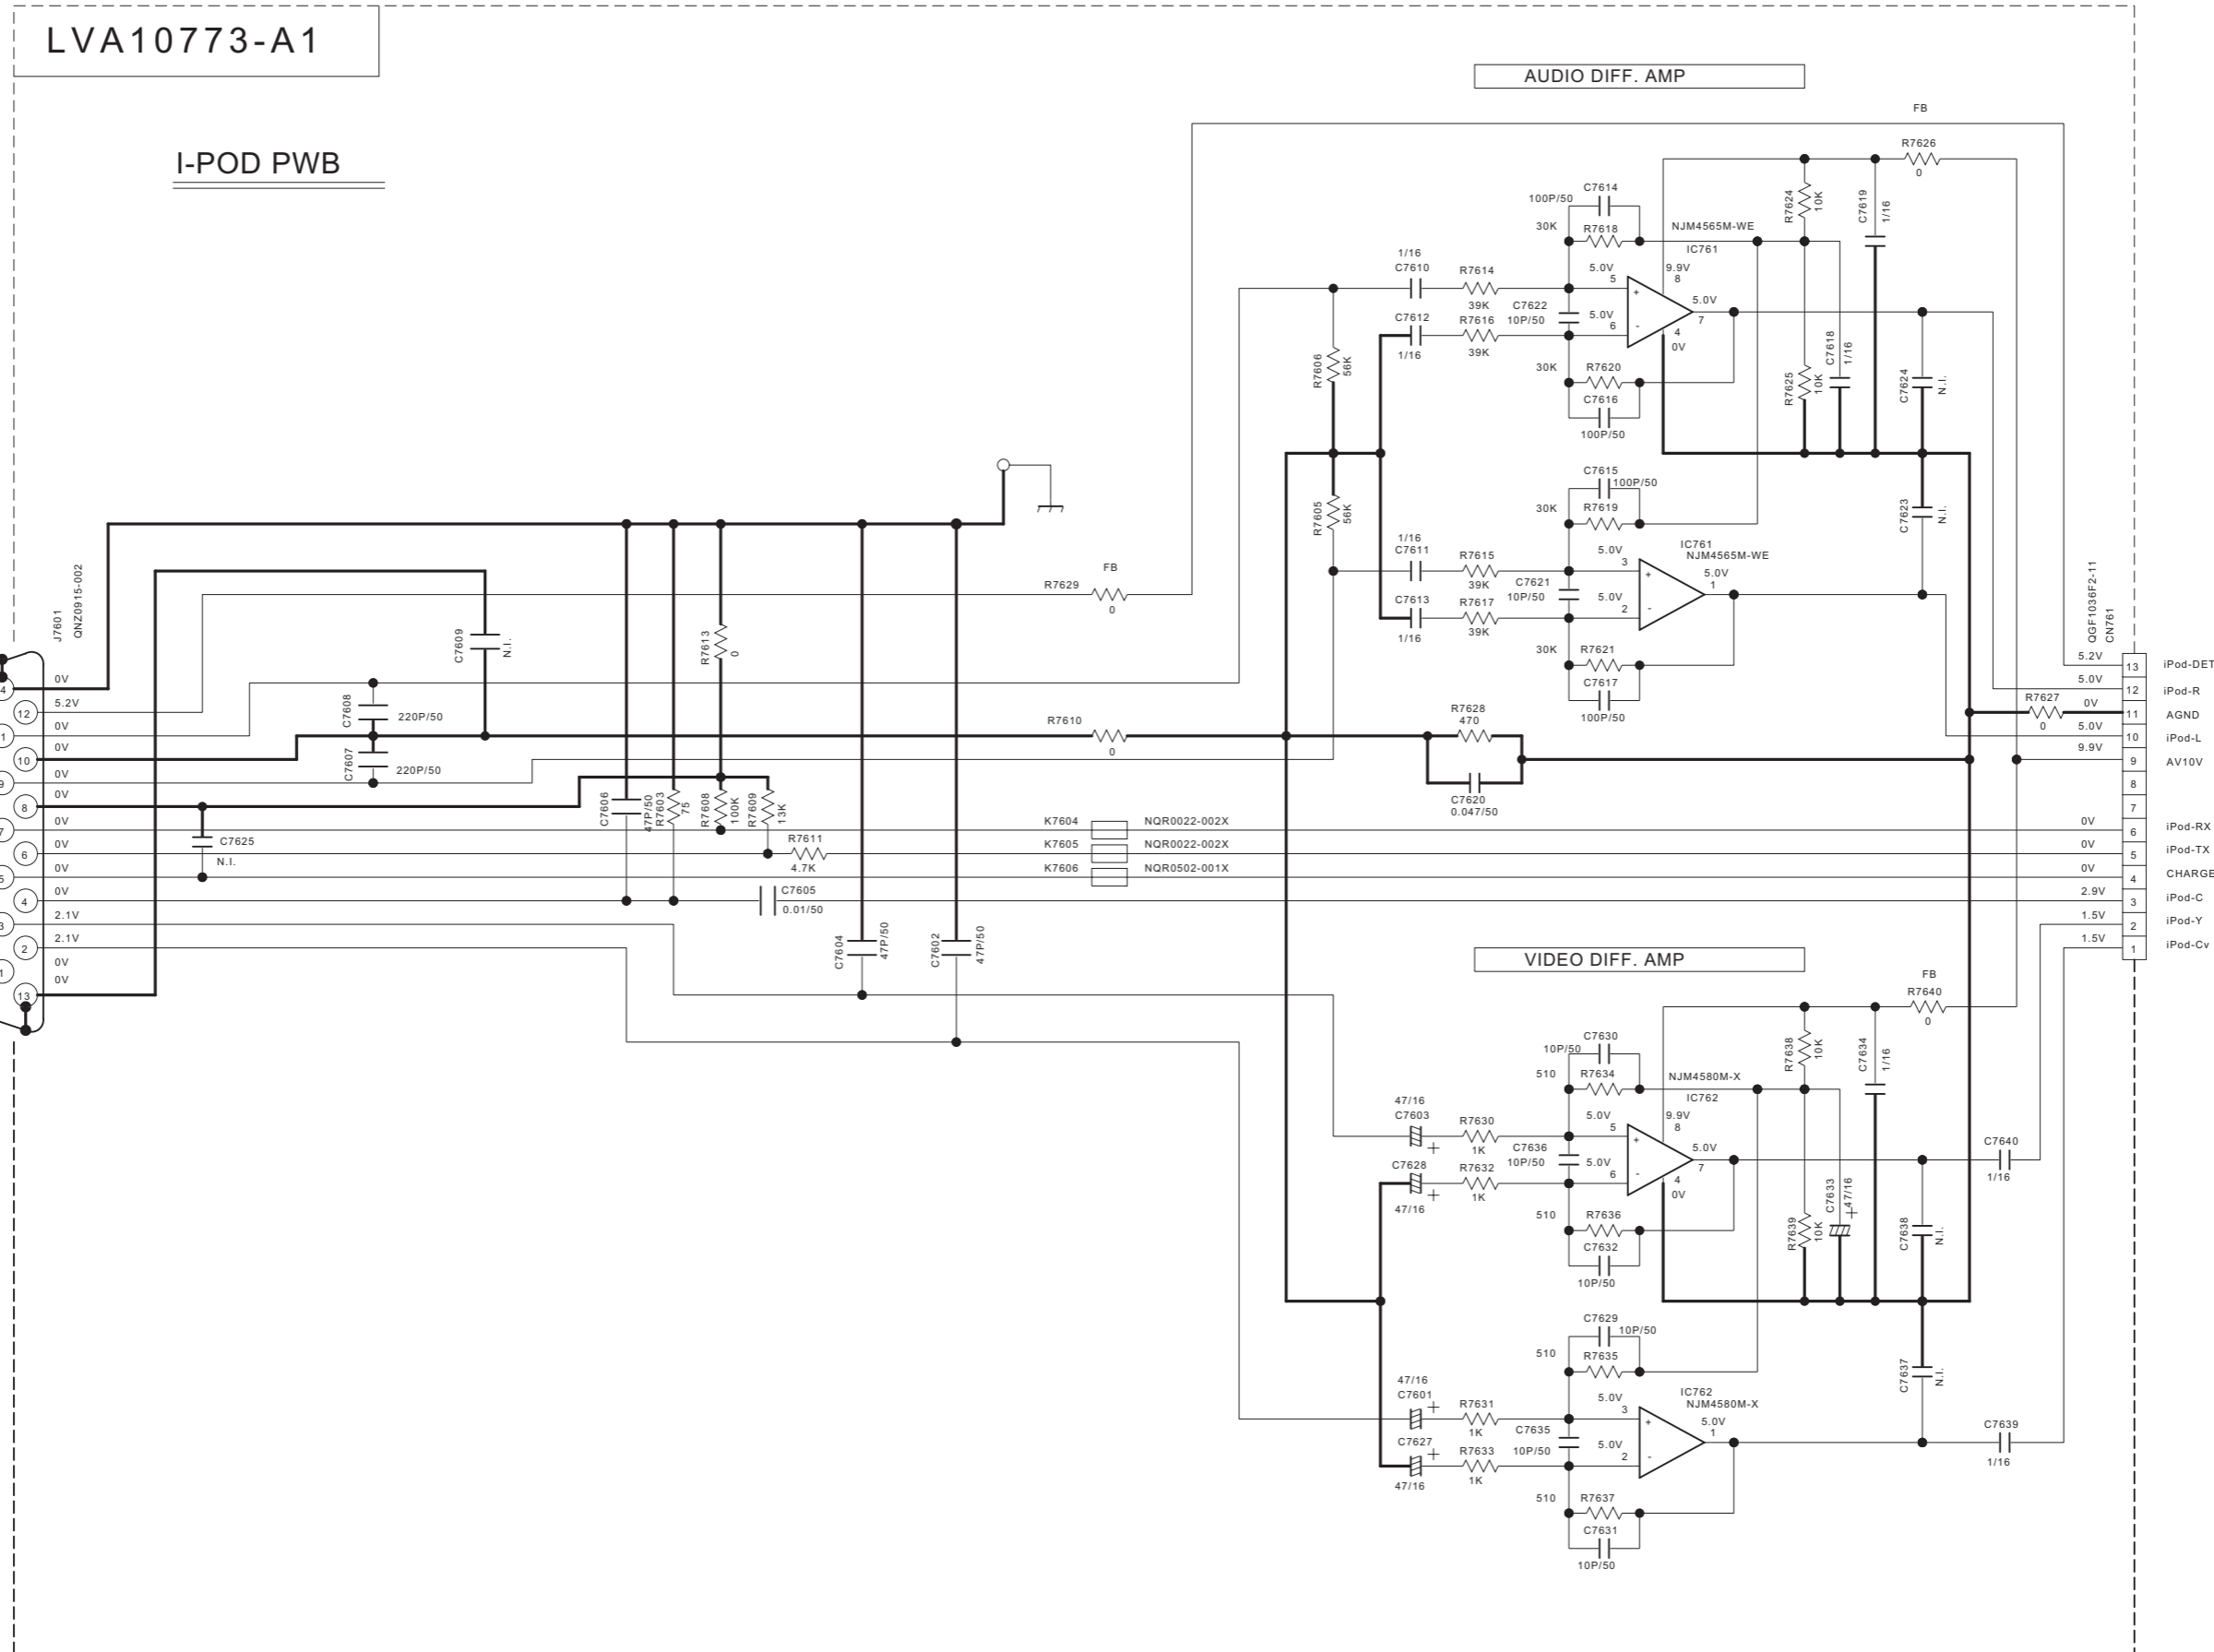 LVA10773-A1
I-POD PWB
AUDIO DIFF. AMP
FB
R7626
0
C7614
100P/50
30K
R7618
NJM4565M-WE
IC761
R7624
10K
C7619
1/16
1/16
C7610
R7614
39K
5.0V
5
9.9V
8
+
C7622
10P/50
5.0V
6
-
5.0V
7
4
0V
C7612
1/16
R7616
39K
R7606
56K
30K
R7620
C7616
100P/50
R7625
10K
C7618
1/16
C7624
N.I.
C7615
100P/50
30K
R7619
R7605
56K
C7623
N.I.
1/16
C7611
R7615
39K
IC761
NJM4565M-WE
5.0V
3
+
5.0V
1
C7621
10P/50
5.0V
2
-
C7613
1/16
R7617
39K
30K
R7621
C7617
100P/50
J7601
QNZ0915-002
FB
R7629
0
C7609
N.I.
R7613
0
QGF1036F2-11
CN761
4
0V
12
5.2V
1
0V
10
0V
9
0V
8
0V
7
0V
6
0V
5
0V
4
0V
3
2.1V
2
2.1V
1
0V
13
0V
C7608
220P/50
C7607
220P/50
R7610
0
R7628
470
C7620
0.047/50
R7627
0
5.2V
13
iPod-DET
5.0V
12
iPod-R
0V
11
AGND
5.0V
10
iPod-L
9.9V
9
AV10V
8
7
0V
6
iPod-RX
0V
5
iPod-TX
0V
4
CHARGE
2.9V
3
iPod-C
1.5V
2
iPod-Y
1.5V
1
iPod-Cv
C7625
N.I.
C7606
47P/50
R7603
75
R7608
100K
R7609
13K
R7611
4.7K
C7605
0.01/50
K7604
NQR0022-002X
K7605
NQR0022-002X
K7606
NQR0502-001X
C7604
47P/50
C7602
47P/50
VIDEO DIFF. AMP
FB
R7640
0
C7630
10P/50
510
R7634
NJM4580M-X
IC762
R7638
10K
C7634
1/16
47/16
C7603
+
R7630
1K
5.0V
5
9.9V
8
+
C7636
10P/50
5.0V
6
-
5.0V
7
4
0V
C7628
+
47/16
R7632
1K
C7640
1/16
510
R7636
C7632
10P/50
R7639
10K
C7633
47/16
+
C7638
N.I.
C7629
10P/50
510
R7635
C7637
N.I.
47/16
C7601
+
R7631
1K
IC762
NJM4580M-X
5.0V
3
+
5.0V
1
C7635
10P/50
5.0V
2
-
C7627
+
47/16
R7633
1K
C7639
1/16
510
R7637
C7631
10P/50